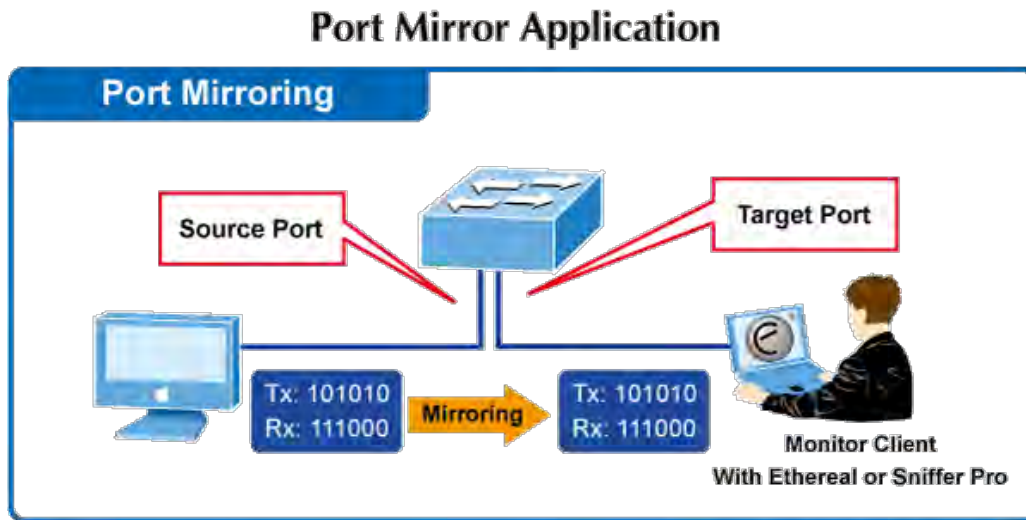 Port Mirror Application
Port Mirroring
Source Port
Target Port
Tx: 101010
Rx: 111000
Mirroring
Tx: 101010
Rx: 111000
Monitor Client
With Ethereal or Sniffer Pro